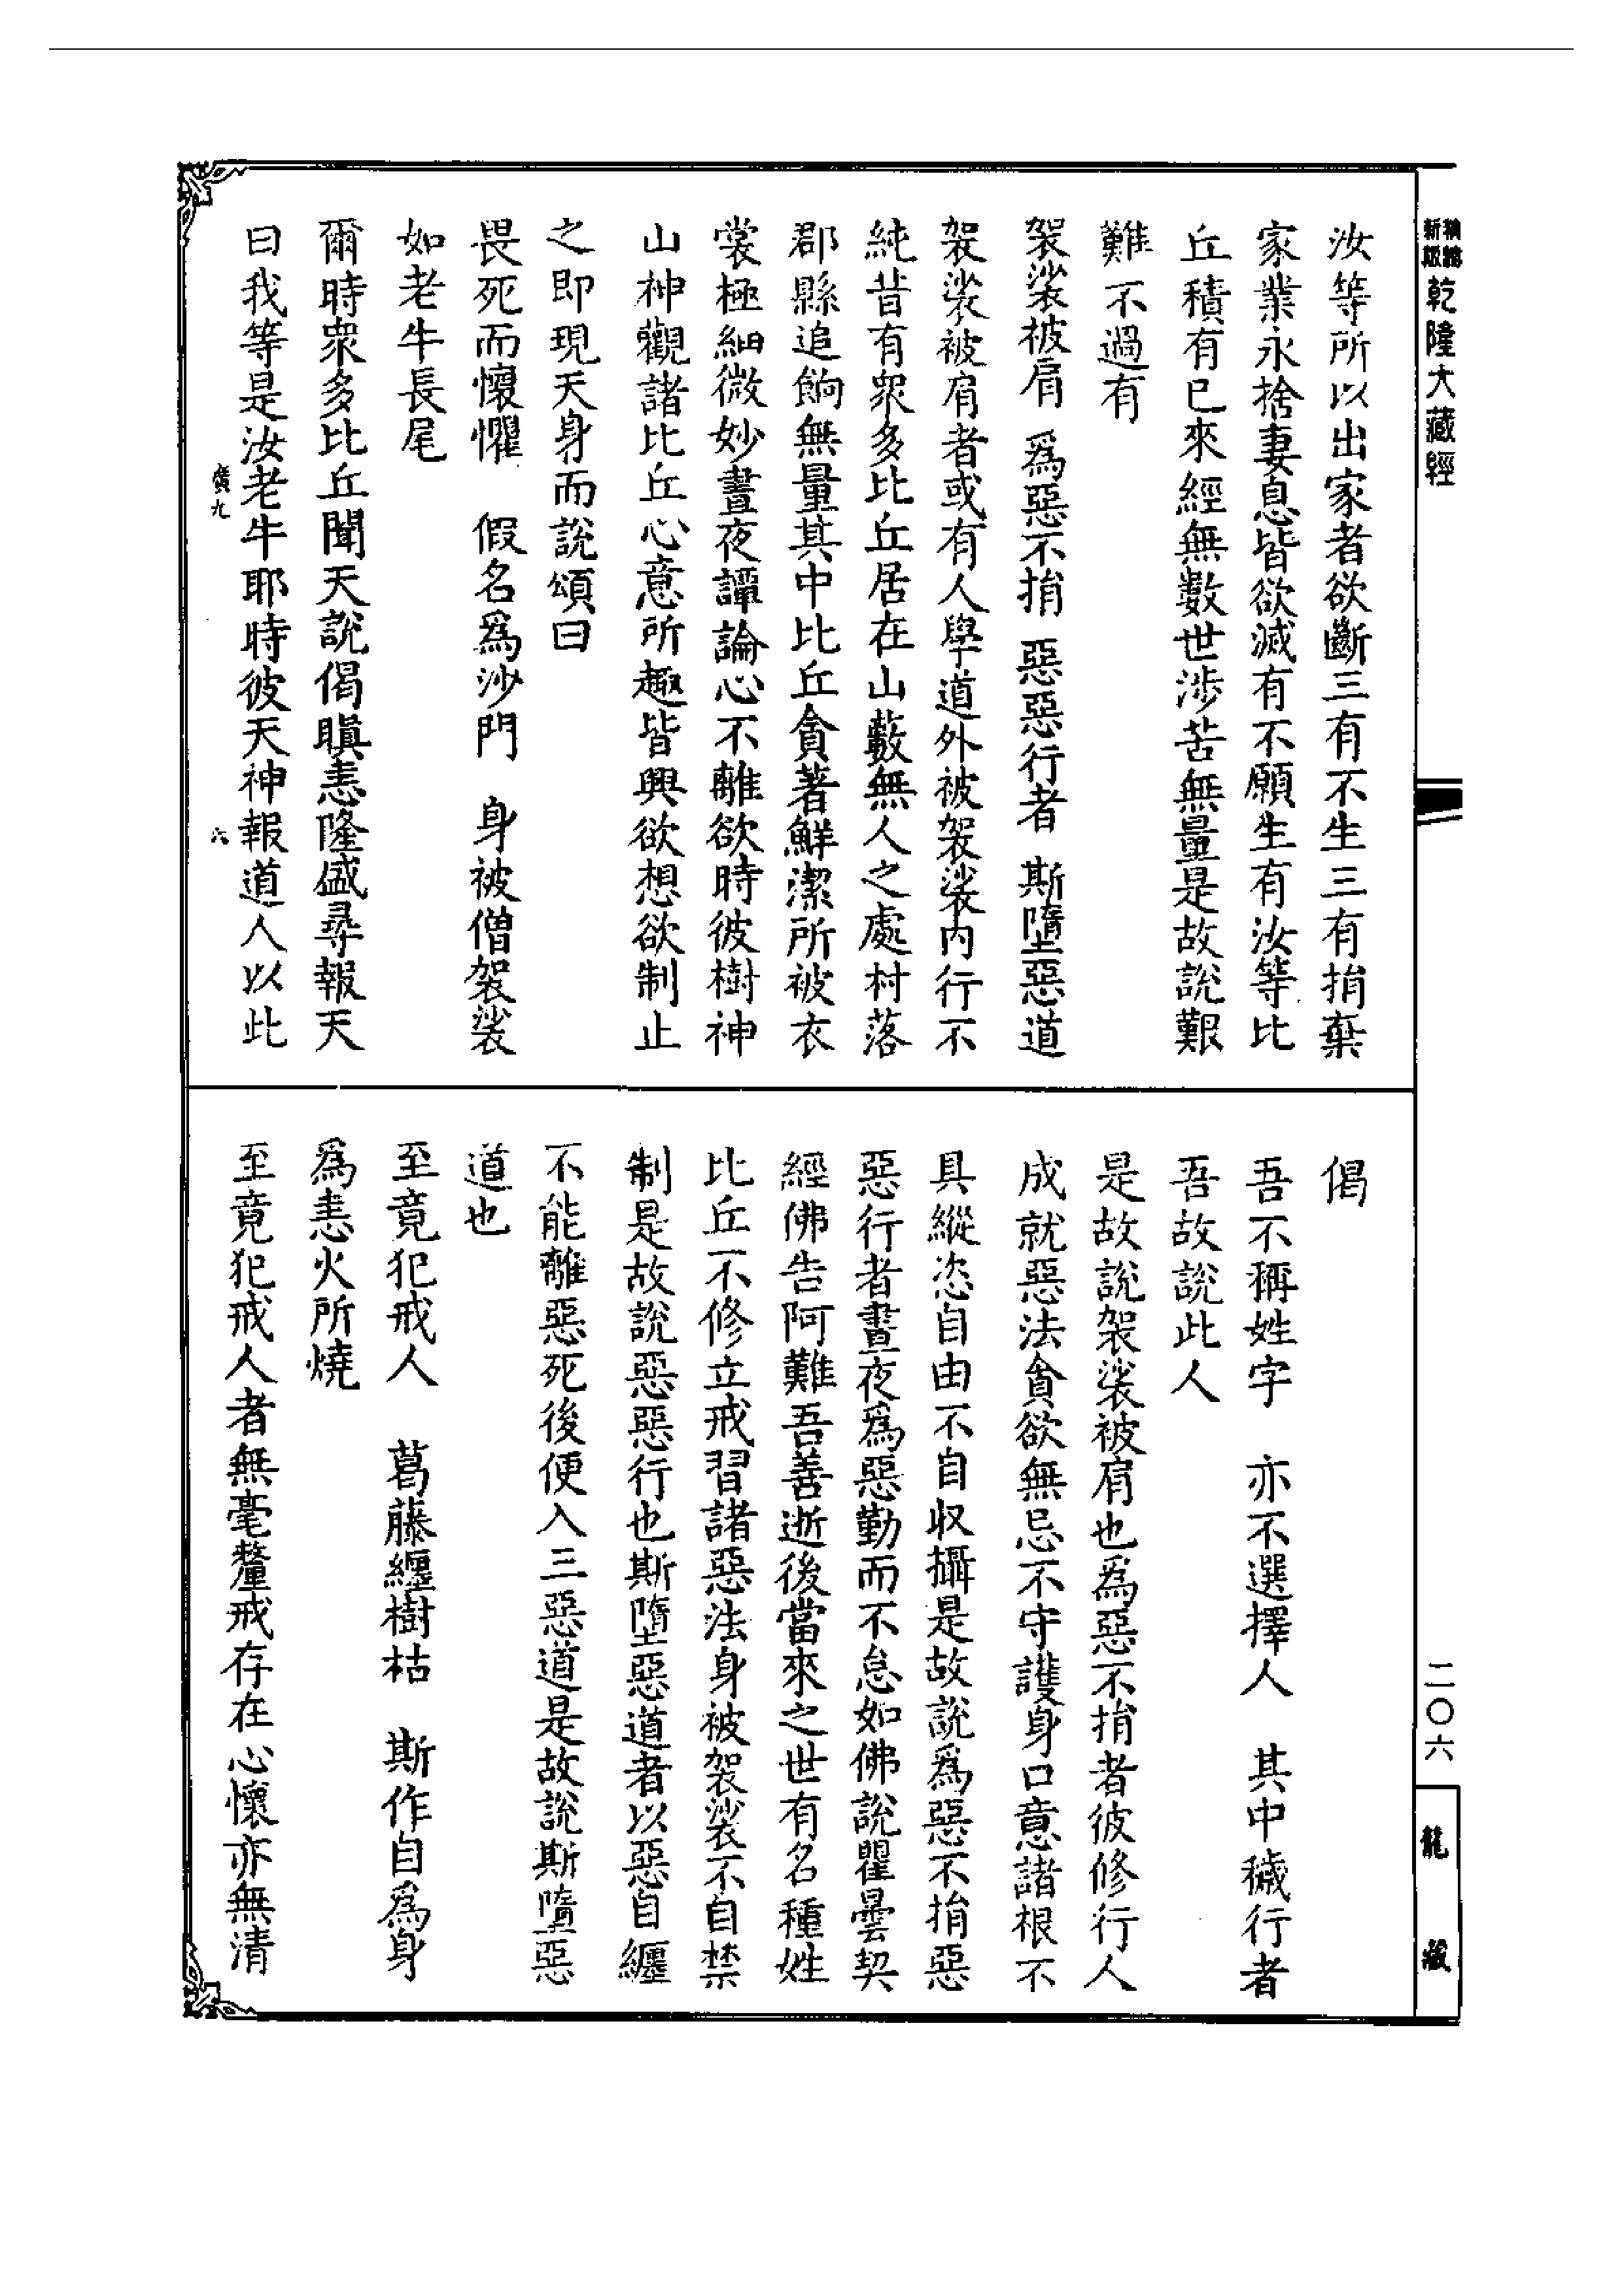 乾隆大藏經
汝等所以出家者欲斷三有不生三有捐棄
家業永捨妻息皆欲滅有不願生有汝等比
丘積有已來經無數世涉苦無量是故說艱
難不過有
袈裟被肩　爲惡不捐　惡惡行者　斯墮惡道
袈裟被肩者或有人學道外被袈裟内行不
純昔有衆多比丘居在山藪無人之處村落
郡縣追餉無量其中比丘貪著鮮潔所被衣
裳極細微妙晝夜譚論心不離欲時彼樹神
山神觀諸比丘心意所趣皆興欲想欲制止
之即現天身而說頌曰
畏死而懷懼　假名爲沙門　身被僧袈裟
如老牛長尾
爾時衆多比丘聞天說偈瞋恚隆盛尋報天
曰我等是汝老牛耶時彼天神報道人以此
廣九　六
偈
吾不稱姓字　亦不選擇人　其中穢行者
吾故說此人
是故說袈裟被肩也爲惡不捐者彼修行人
成就惡法貪欲無忌不守護身口意諸根不
具縱恣自由不自収攝是故說爲惡不捐惡
惡行者晝夜爲惡勤而不怠如佛說瞿曇契
經佛告阿難吾善逝後當來之世有名種姓
比丘不修立戒習諸惡法身被袈裟不自禁
制是故說惡惡行也斯墮惡道者以惡自纒
不能離惡死後便入三惡道是故說斯墮惡
道也
至竟犯戒人　葛藤纒樹枯　斯作自爲身
爲恚火所燒
至竟犯戒人者無毫釐戒存在心懷亦無清
二〇六
龍藏